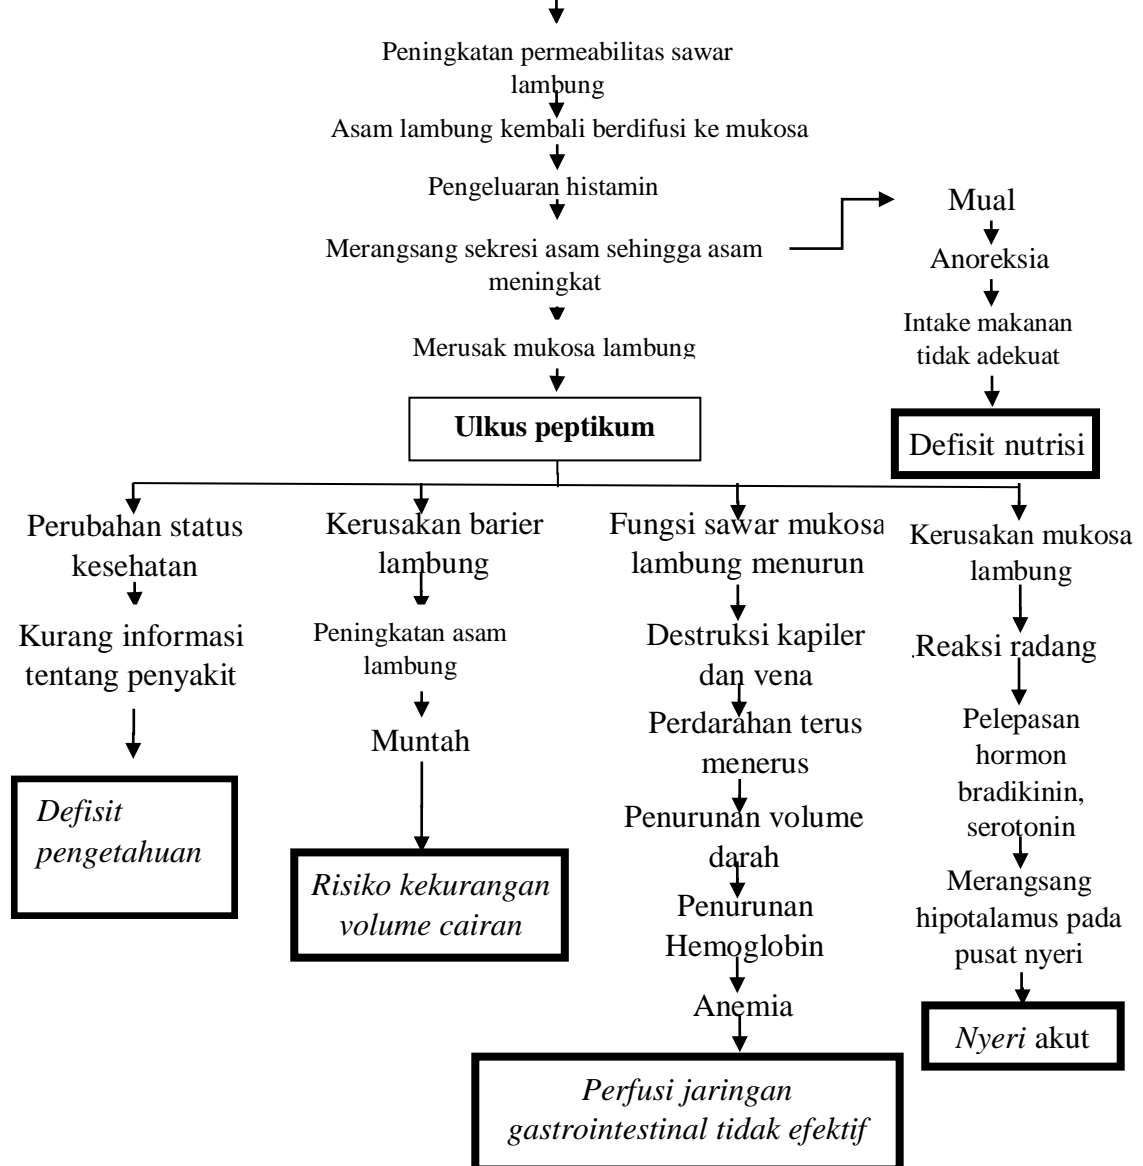 Peningkatan permeabilitas sawar
lambung
Asam lambung kembali berdifusi ke mukosa
Pengeluaran histamin
Merangsang sekresi asam sehingga asam
meningkat
Merusak mukosa lambung
Mual
Anoreksia
Intake makanan
tidak adekuat
Defisit nutrisi
Ulkus peptikum
Perubahan status
kesehatan
Kurang informasi
tentang penyakit
Defisit
pengetahuan
Kerusakan barier
lambung
Peningkatan asam
lambung
Muntah
Risiko kekurangan
volume cairan
Fungsi sawar mukosa
lambung menurun
Destruksi kapiler
dan vena
Perdarahan terus
menerus
Penurunan volume
darah
Penurunan
Hemoglobin
Anemia
Perfusi jaringan
gastrointestinal tidak efektif
Kerusakan mukosa
lambung
.Reaksi radang
Pelepasan
hormon
bradikinin,
serotonin
Merangsang
hipotalamus pada
pusat nyeri
Nyeri akut